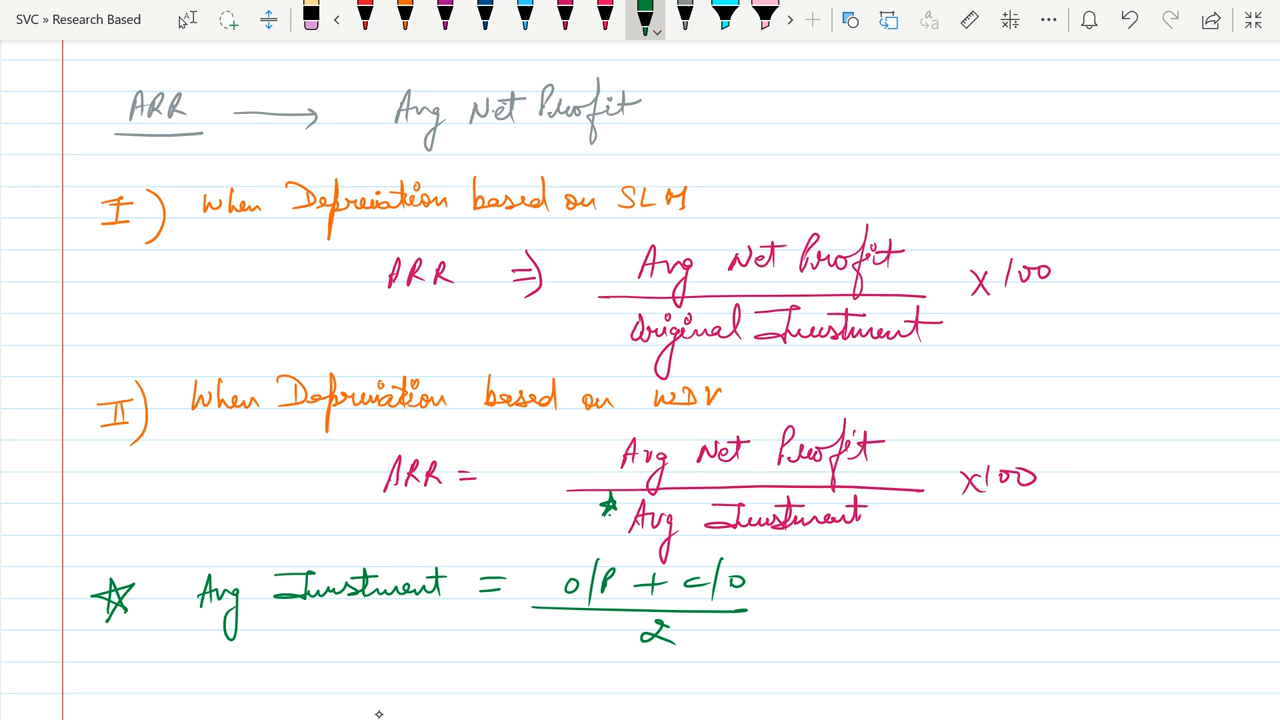 SVC » Research Based
ARR → Avg Net Profit
I) When Depreciation based on SLM
ARR ⇒ Avg Net Profit × 100
Original Investment
II) When Depreciation based on WDV
ARR = Avg Net Profit × 100
★ Avg Investment
★ Avg Investment = O/P + C/O
2